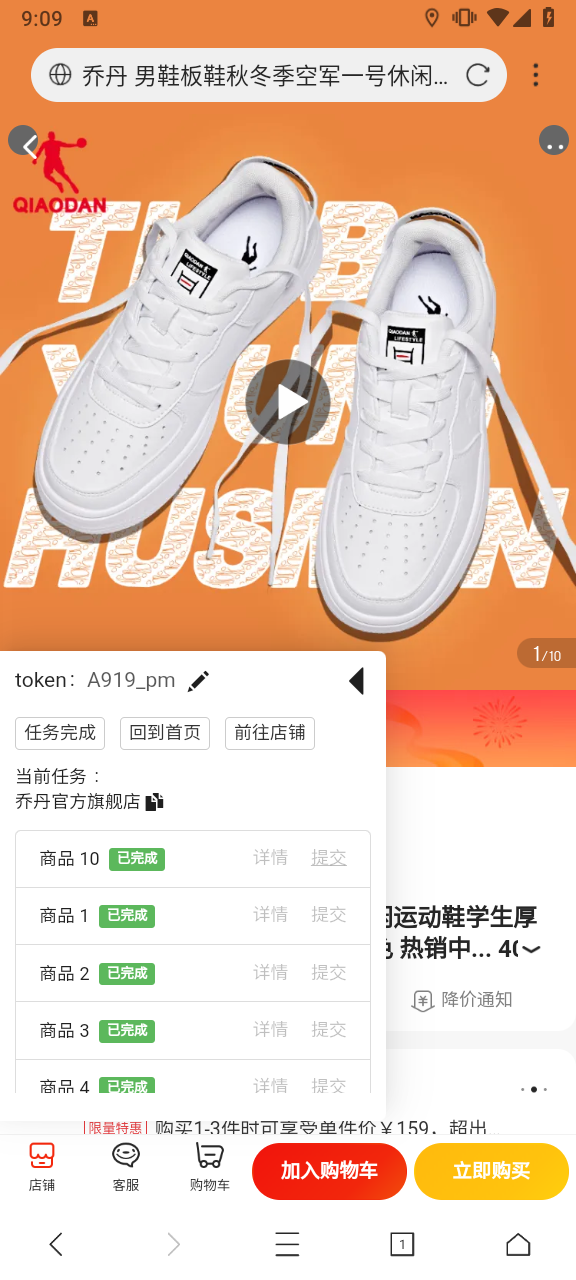 9:09
A
乔丹 男鞋板鞋秋冬季空军一号休闲...
QIAODAN
QIAODAN
LIFESTYLE
QIAODAN
LIFESTYLE
HUSH
1/10
token: A919_pm
任务完成
回到首页
前往店铺
当前任务：
乔丹官方旗舰店
商品 10 已完成 详情 提交
商品 1 已完成 详情 提交
商品 2 已完成 详情 提交
商品 3 已完成 详情 提交
商品 4 已完成 详情 提交
运动鞋学生厚
热销中... 40
降价通知
限量特惠 购买1-3件时可享受单件价￥159，超出...
店铺
客服
购物车
加入购物车
立即购买
1